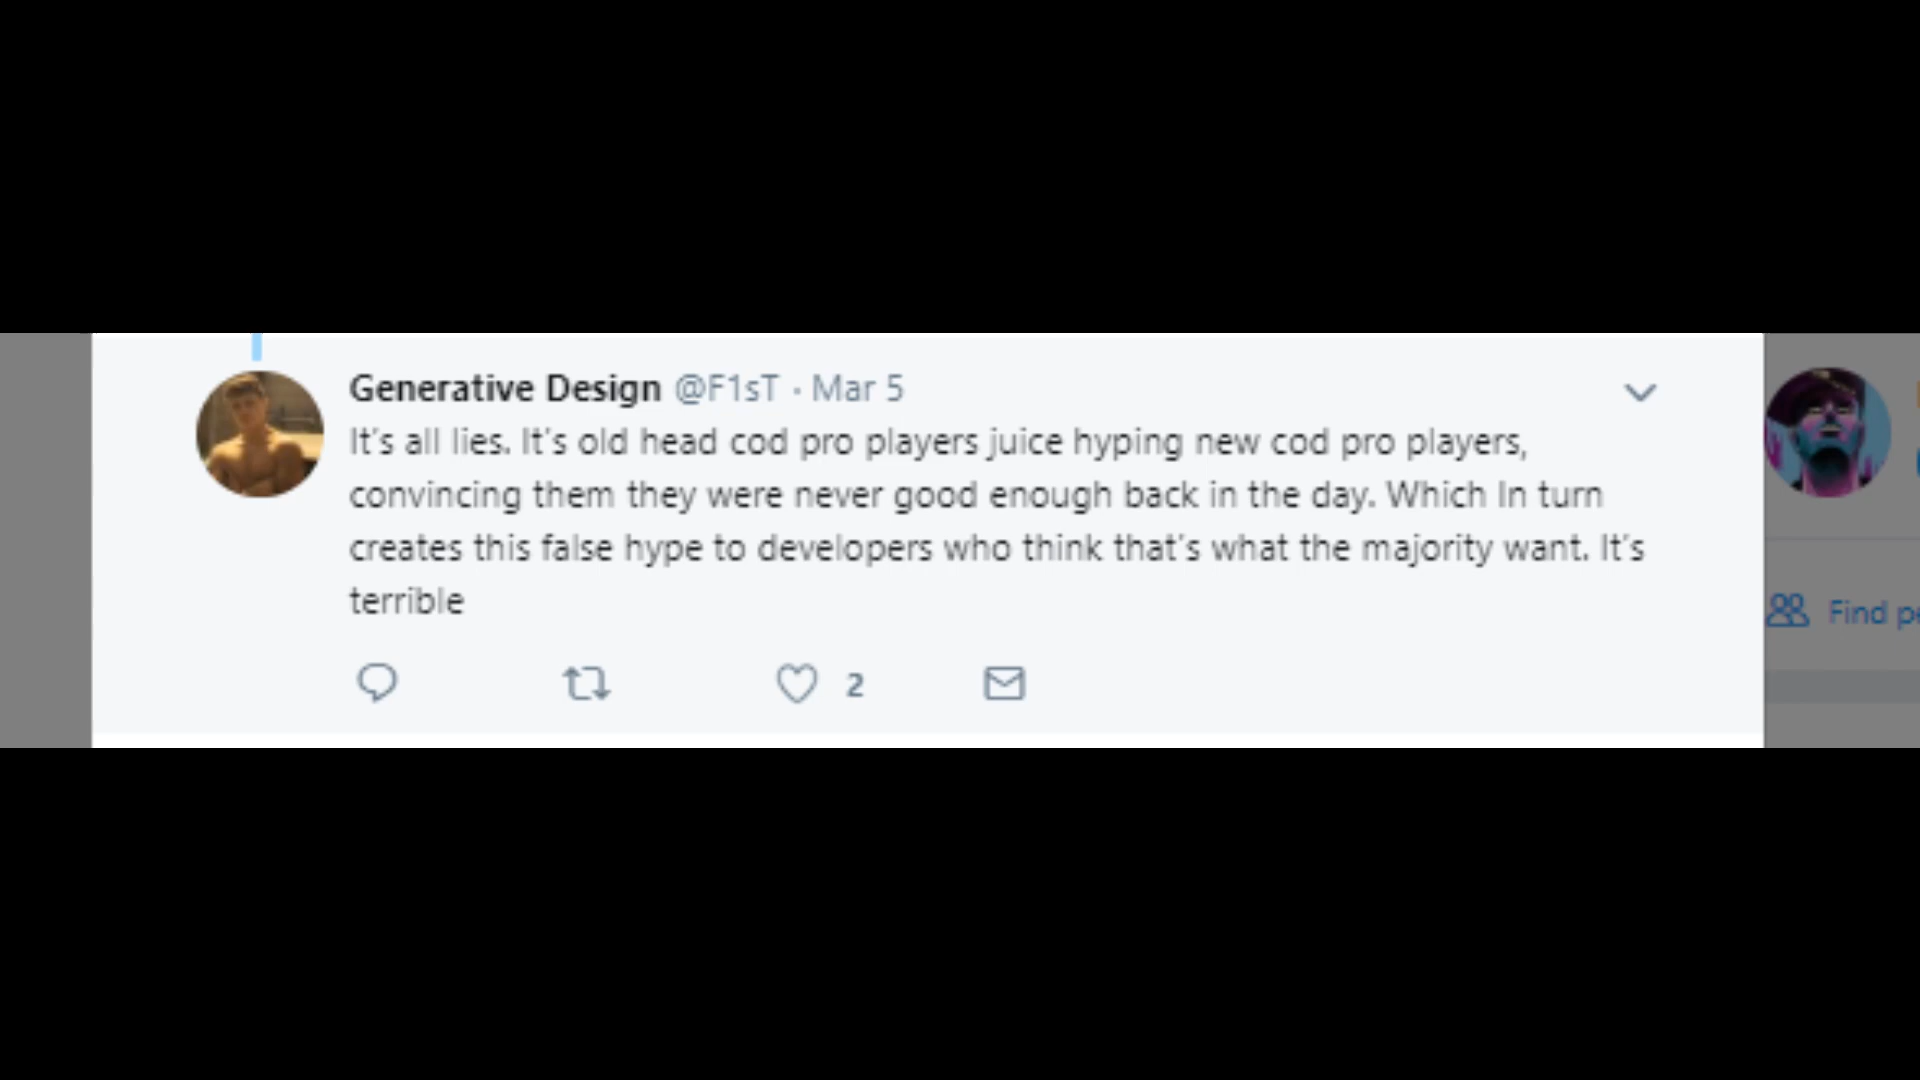 Generative Design @F1sT · Mar 5
It's all lies. It's old head cod pro players juice hyping new cod pro players,
convincing them they were never good enough back in the day. Which In turn
creates this false hype to developers who think that's what the majority want. It's
terrible
2
Find